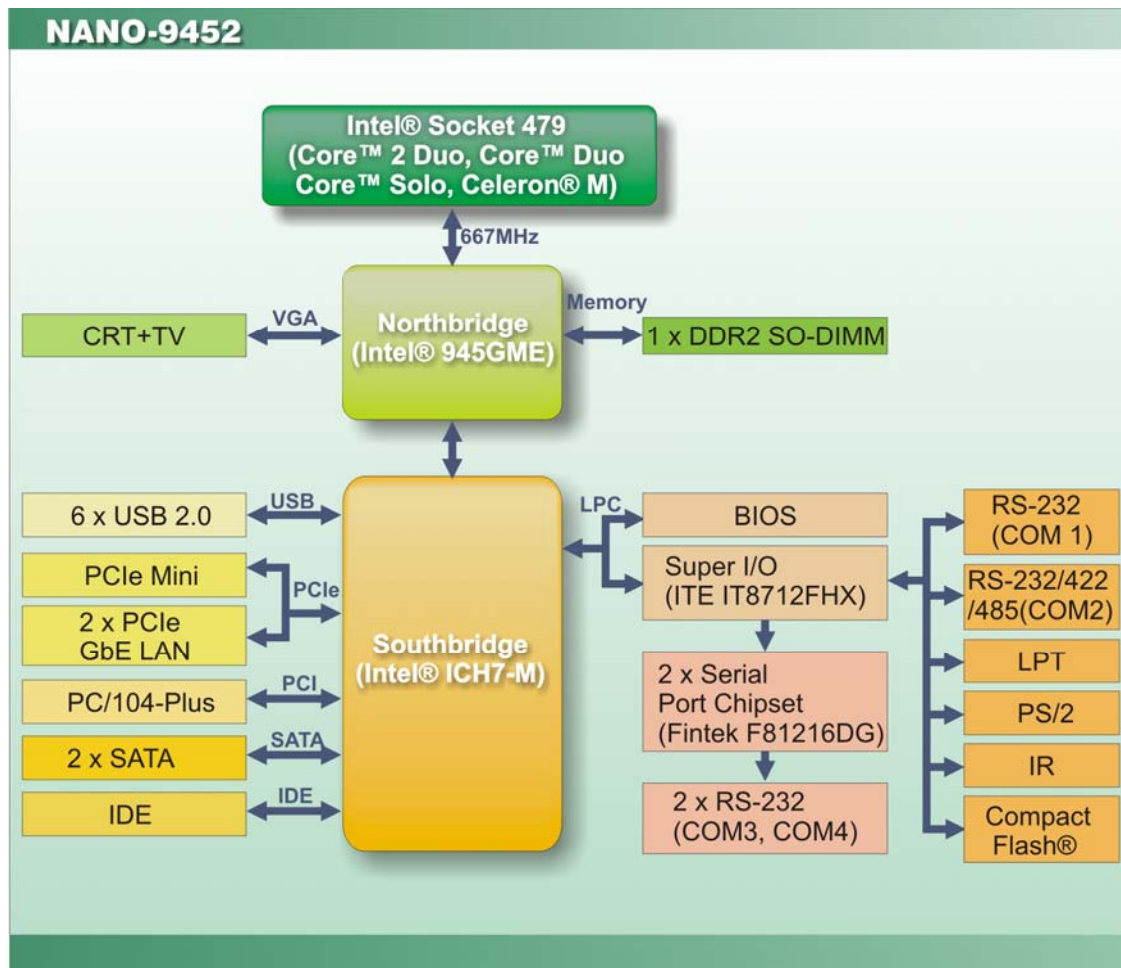 NANO-9452
Intel® Socket 479
(Core™ 2 Duo, Core™ Duo
Core™ Solo, Celeron® M)
667MHz
CRT+TV
VGA
Northbridge
(Intel® 945GME)
Memory
1 x DDR2 SO-DIMM
6 x USB 2.0
USB
PCIe Mini
2 x PCIe
GbE LAN
PCIe
PC/104-Plus
PCI
2 x SATA
SATA
IDE
IDE
Southbridge
(Intel® ICH7-M)
LPC
BIOS
Super I/O
(ITE IT8712FHX)
2 x Serial
Port Chipset
(Fintek F81216DG)
2 x RS-232
(COM3, COM4)
RS-232
(COM 1)
RS-232/422
/485(COM2)
LPT
PS/2
IR
Compact
Flash®